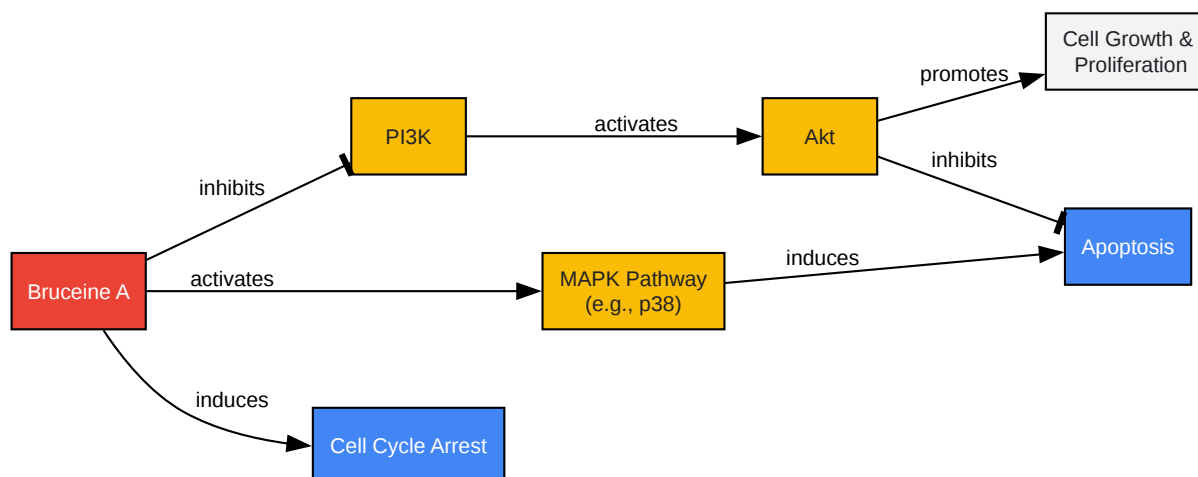 Cell Growth &
Proliferation
promotes
PI3K
activates
Akt
inhibits
inhibits
Apoptosis
Bruceine A
activates
MAPK Pathway
(e.g., p38)
induces
induces
Cell Cycle Arrest